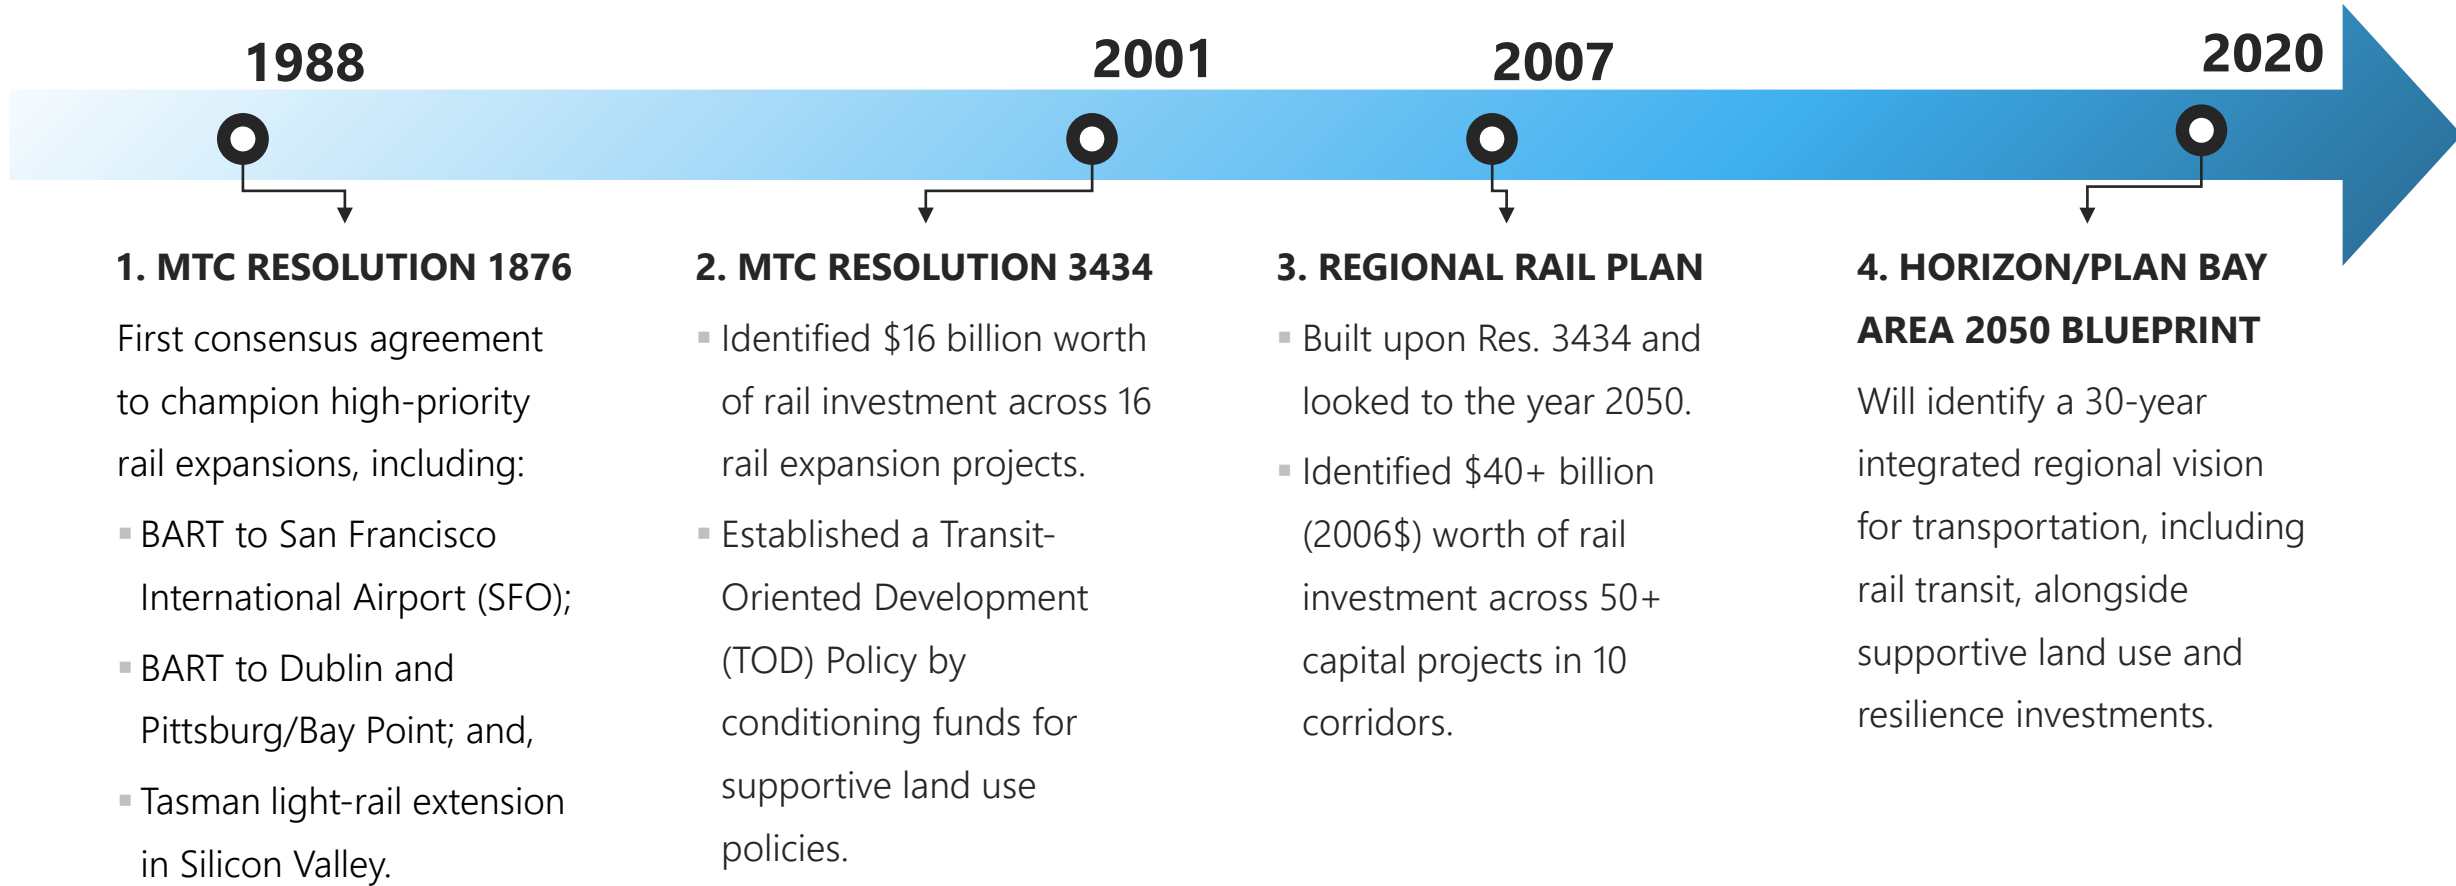 1988
2001
2007
2020
1. MTC RESOLUTION 1876
First consensus agreement
to champion high-priority
rail expansions, including:
▪ BART to San Francisco
International Airport (SFO);
▪ BART to Dublin and
Pittsburg/Bay Point; and,
▪ Tasman light-rail extension
in Silicon Valley.
2. MTC RESOLUTION 3434
▪ Identified $16 billion worth
of rail investment across 16
rail expansion projects.
▪ Established a Transit-
Oriented Development
(TOD) Policy by
conditioning funds for
supportive land use
policies.
3. REGIONAL RAIL PLAN
▪ Built upon Res. 3434 and
looked to the year 2050.
▪ Identified $40+ billion
(2006$) worth of rail
investment across 50+
capital projects in 10
corridors.
4. HORIZON/PLAN BAY
AREA 2050 BLUEPRINT
Will identify a 30-year
integrated regional vision
for transportation, including
rail transit, alongside
supportive land use and
resilience investments.